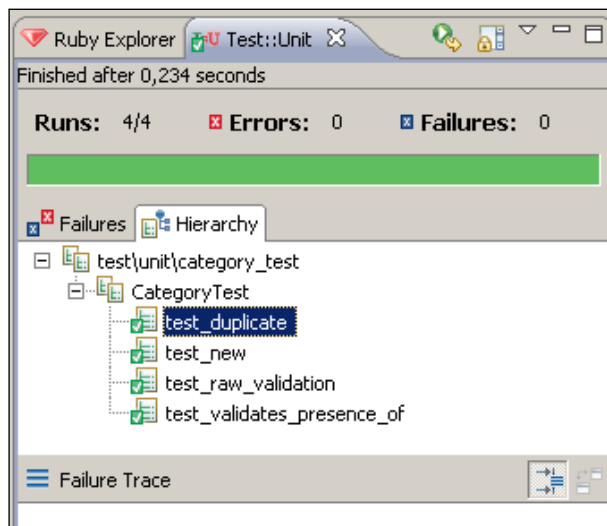 Ruby Explorer Test::Unit
Finished after 0,234 seconds
Runs: 4/4 Errors: 0 Failures: 0
Failures Hierarchy
test\unit\category_test
CategoryTest
test_duplicate
test_new
test_raw_validation
test_validates_presence_of
Failure Trace